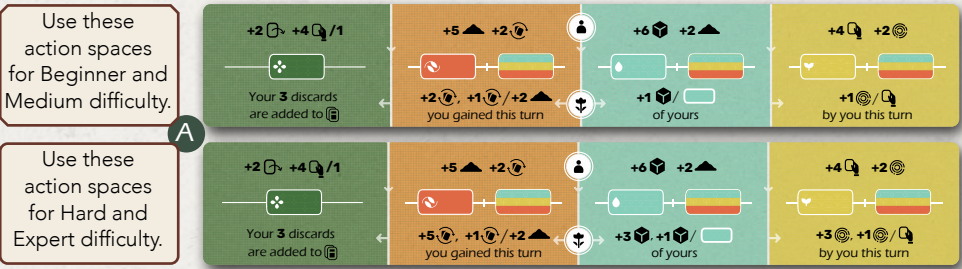 Use these
action spaces
for Beginner and
Medium difficulty.
+2 +4 /1
+5 +2
+6 +2
+4 +2
Your 3 discards
are added to
+2 , +1 /+2
you gained this turn
+1 /
of yours
+1 /
by you this turn
A
Use these
action spaces
for Hard and
Expert difficulty.
+2 +4 /1
+5 +2
+6 +2
+4 +2
Your 3 discards
are added to
+5 , +1 /+2
you gained this turn
+3 , +1 /
of yours
+3 , +1 /
by you this turn